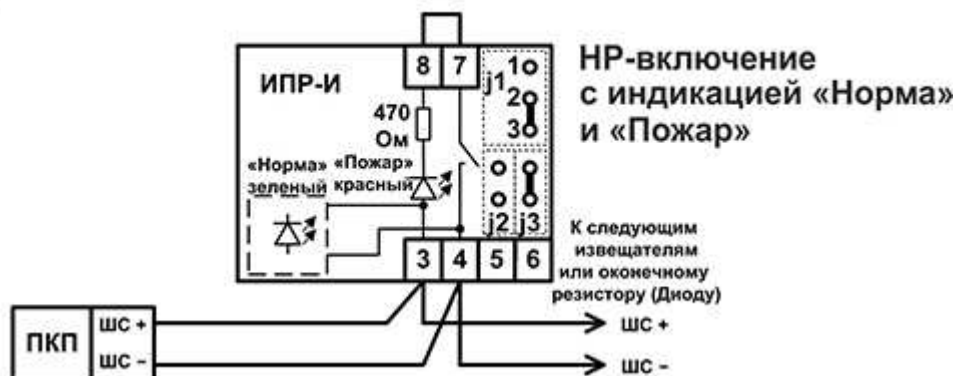 8 7
j1
1
2
3
ИПР-И
НР-включение
с индикацией «Норма»
и «Пожар»
470
Ом
«Норма» «Пожар»
зеленый красный
j2 j3
3 4 5 6
К следующим
извещателям
или оконечному
резистору (Диоду)
ПКП
ШС +
ШС –
ШС +
ШС –